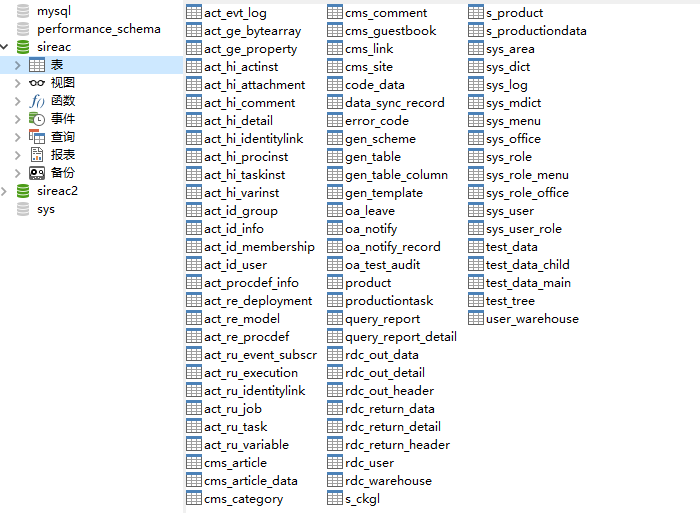 mysql
performance_schema
sireac
表
视图
函数
事件
查询
报表
备份
sireac2
sys
act_evt_log
act_ge_bytearray
act_ge_property
act_hi_actinst
act_hi_attachment
act_hi_comment
act_hi_detail
act_hi_identitylink
act_hi_procinst
act_hi_taskinst
act_hi_varinst
act_id_group
act_id_info
act_id_membership
act_id_user
act_procdef_info
act_re_deployment
act_re_model
act_re_procdef
act_ru_event_subscr
act_ru_execution
act_ru_identitylink
act_ru_job
act_ru_task
act_ru_variable
cms_article
cms_article_data
cms_category
cms_comment
cms_guestbook
cms_link
cms_site
code_data
data_sync_record
error_code
gen_scheme
gen_table
gen_table_column
gen_template
oa_leave
oa_notify
oa_notify_record
oa_test_audit
product
productiontask
query_report
query_report_detail
rdc_out_data
rdc_out_detail
rdc_out_header
rdc_return_data
rdc_return_detail
rdc_return_header
rdc_user
rdc_warehouse
s_ckgl
s_product
s_productiondata
sys_area
sys_dict
sys_log
sys_mdict
sys_menu
sys_office
sys_role
sys_role_menu
sys_role_office
sys_user
sys_user_role
test_data
test_data_child
test_data_main
test_tree
user_warehouse